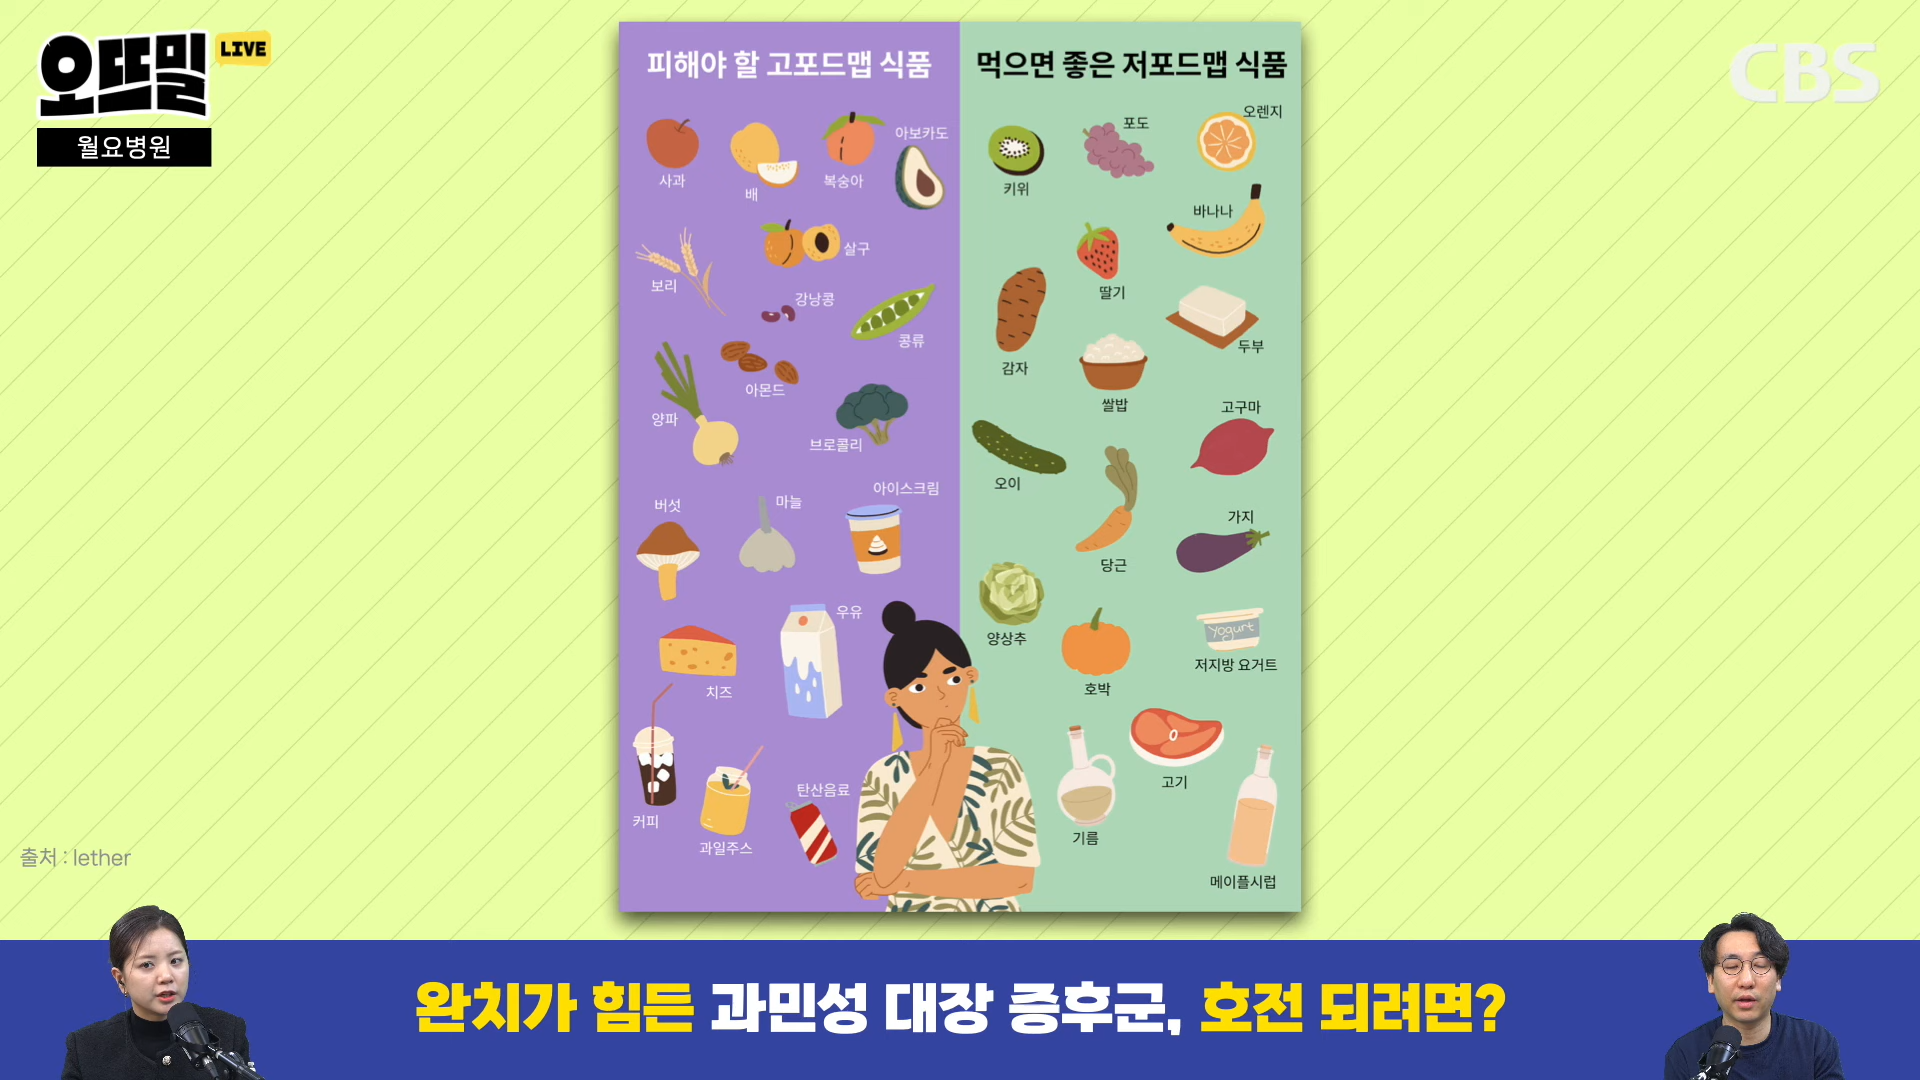 오뜨밀
LIVE
월요병원
CBS
피해야 할 고포드맵 식품
사과
배
복숭아
아보카도
살구
보리
강낭콩
콩류
아몬드
양파
브로콜리
아이스크림
버섯
마늘
우유
치즈
탄산음료
커피
과일주스
먹으면 좋은 저포드맵 식품
오렌지
포도
키위
바나나
딸기
두부
감자
쌀밥
고구마
오이
가지
당근
양상추
Yogurt
저지방 요거트
호박
고기
기름
메이플시럽
출처 : lether
완치가 힘든 과민성 대장 증후군, 호전 되려면?